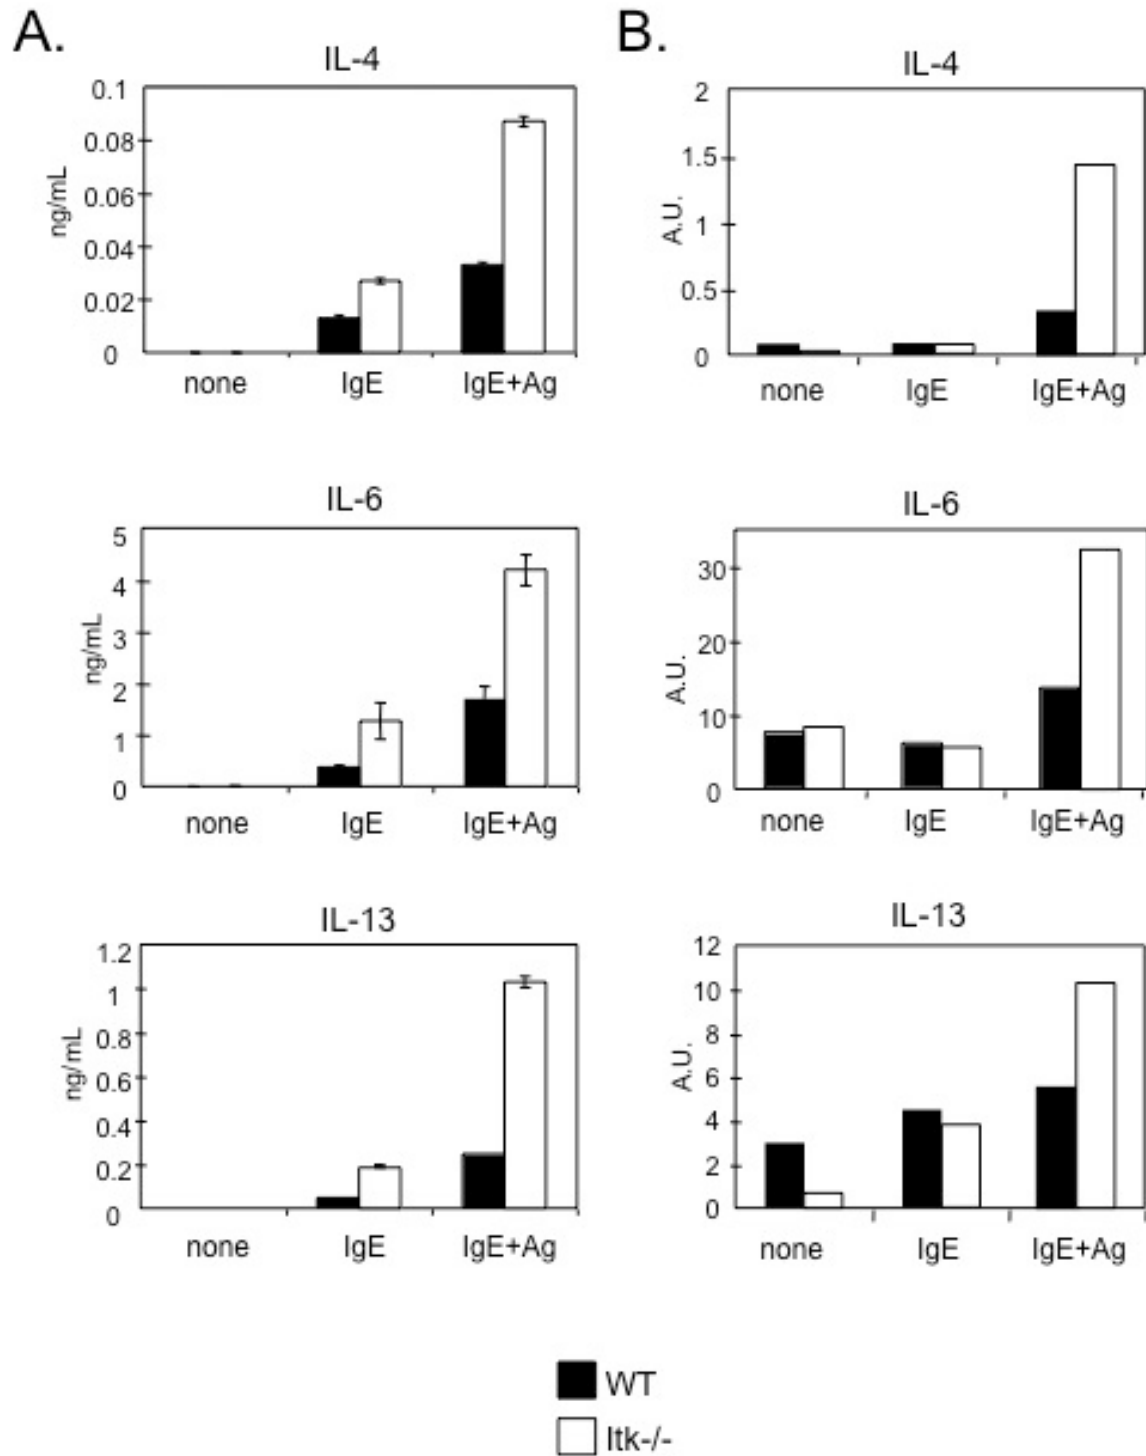 A.
IL-4
ng/mL
0.1
0.08
0.06
0.04
0.02
0
none IgE IgE+Ag
IL-6
ng/mL
5
4
3
2
1
0
none IgE IgE+Ag
IL-13
ng/mL
1.2
1
0.8
0.6
0.4
0.2
0
none IgE IgE+Ag
B.
IL-4
A.U.
2
1.5
1
0.5
0
none IgE IgE+Ag
IL-6
A.U.
30
20
10
0
none IgE IgE+Ag
IL-13
A.U.
12
10
8
6
4
2
0
none IgE IgE+Ag
WT
Itk-/-